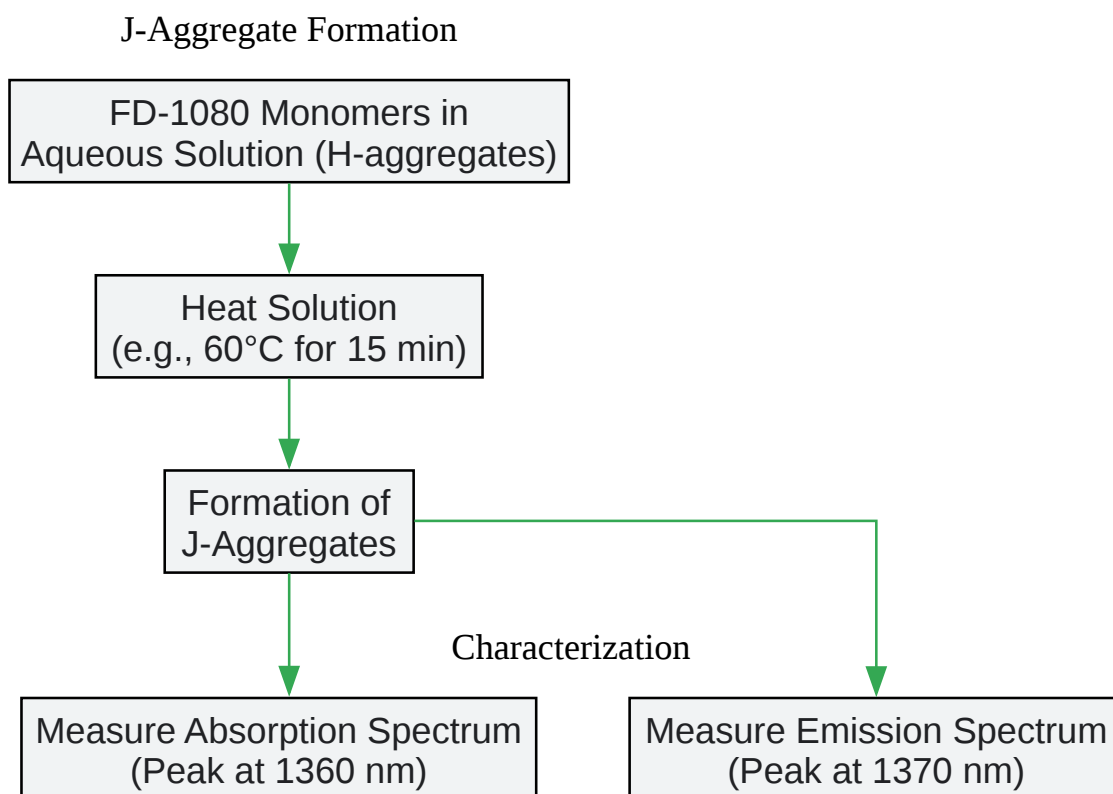 J-Aggregate Formation
FD-1080 Monomers in
Aqueous Solution (H-aggregates)
Heat Solution
(e.g., 60°C for 15 min)
Formation of
J-Aggregates
Characterization
Measure Absorption Spectrum
(Peak at 1360 nm)
Measure Emission Spectrum
(Peak at 1370 nm)